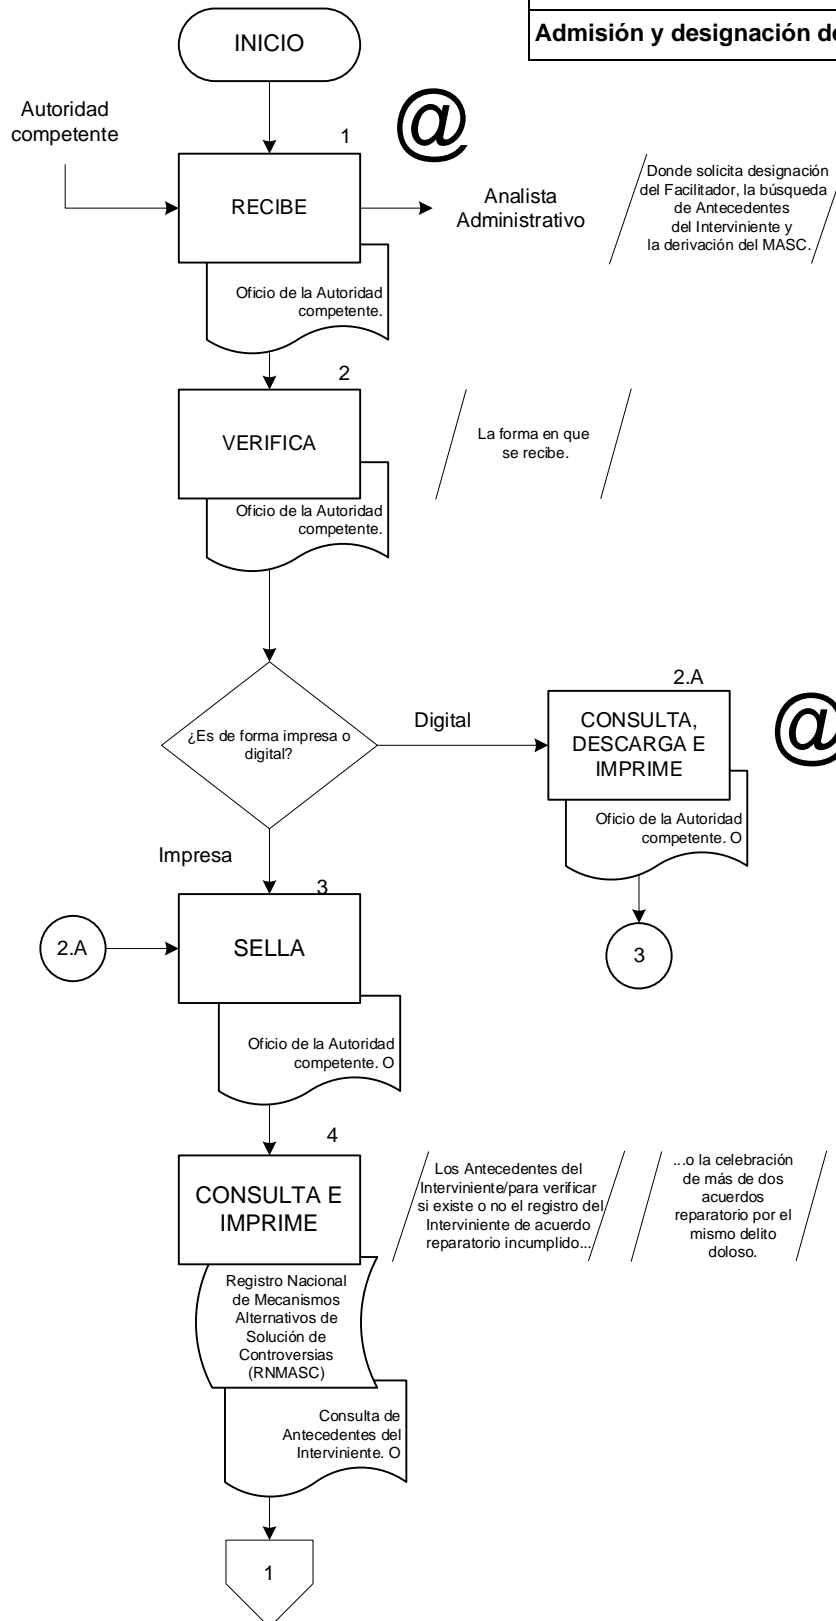 Admisión y designación de
INICIO
Autoridad
competente
1
@
RECIBE
Analista
Administrativo
Donde solicita designación
del Facilitador, la búsqueda
de Antecedentes
del Interviniente y
la derivación del MASC.
Oficio de la Autoridad
competente.
2
VERIFICA
La forma en que
se recibe.
Oficio de la Autoridad
competente.
¿Es de forma impresa o
digital?
Digital
2.A
CONSULTA,
DESCARGA E
IMPRIME
@
Oficio de la Autoridad
competente. O
3
Impresa
3
2.A
SELLA
Oficio de la Autoridad
competente. O
4
CONSULTA E
IMPRIME
Los Antecedentes del
Interviniente/para verificar
si existe o no el registro del
Interviniente de acuerdo
reparatorio incumplido...
...o la celebración
de más de dos
acuerdos
reparatorio por el
mismo delito
doloso.
Registro Nacional
de Mecanismos
Alternativos de
Solución de
Controversias
(RNMASC)
Consulta de
Antecedentes del
Interviniente. O
1